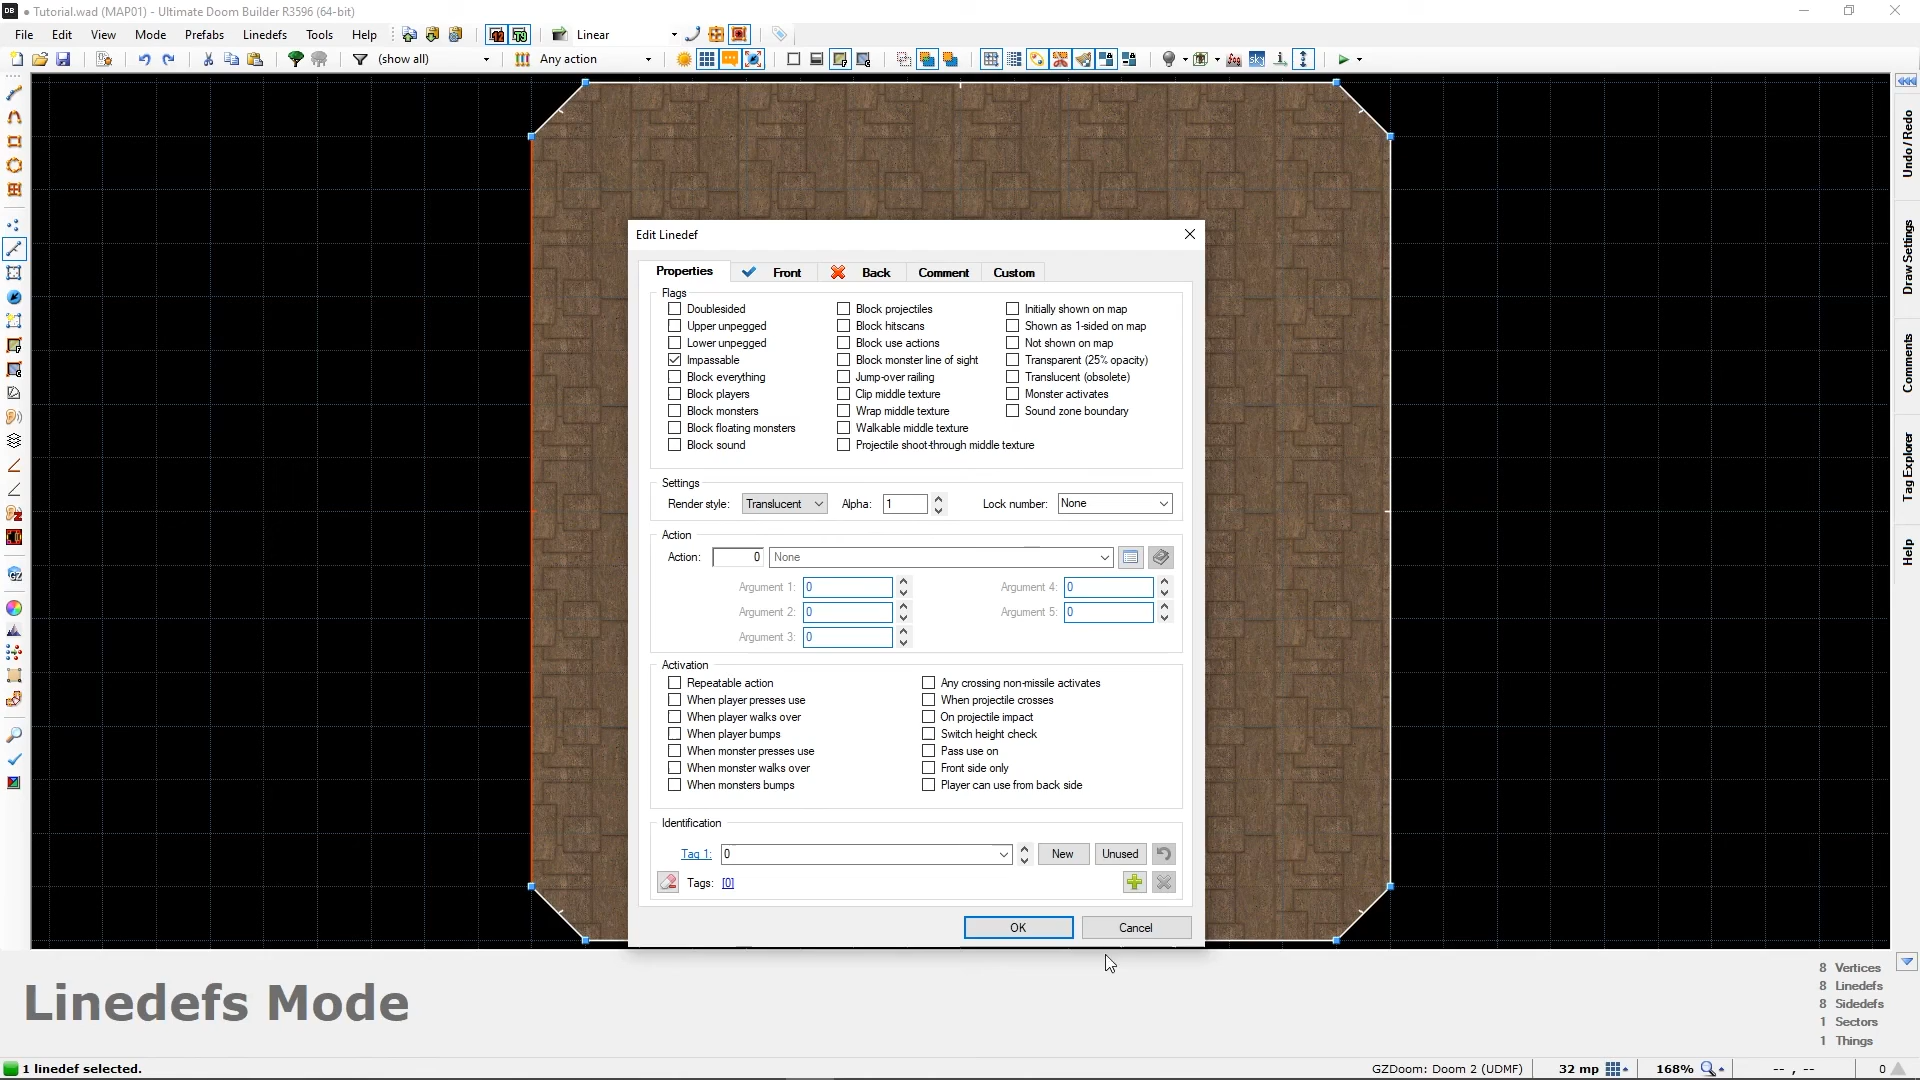 DB • Tutorial.wad (MAP01) - Ultimate Doom Builder R3596 (64-bit)
File Edit View Mode Prefabs Linedefs Tools Help Linear
(show all) Any action
Undo / Redo
Draw Settings
Comments
Tag Explorer
Help
Edit Linedef
Properties Front Back Comment Custom
Flags
Doublesided Block projectiles Initially shown on map
Upper unpegged Block hitscans Shown as 1-sided on map
Lower unpegged Block use actions Not shown on map
Impassable Block monster line of sight Transparent (25% opacity)
Block everything Jump-over railing Translucent (obsolete)
Block players Clip middle texture Monster activates
Block monsters Wrap middle texture Sound zone boundary
Block floating monsters Walkable middle texture
Block sound Projectile shoot-through middle texture
Settings
Render style: Translucent Alpha: 1 Lock number: None
Action
Action: 0 None
Argument 1: 0 Argument 4: 0
Argument 2: 0 Argument 5: 0
Argument 3: 0
Activation
Repeatable action Any crossing non-missile activates
When player presses use When projectile crosses
When player walks over On projectile impact
When player bumps Switch height check
When monster presses use Pass use on
When monster walks over Front side only
When monsters bumps Player can use from back side
Identification
Tag 1: 0 New Unused
Tags: [0]
OK Cancel
Linedefs Mode
8 Vertices
8 Linedefs
8 Sidedefs
1 Sectors
1 Things
1 linedef selected. GZDoom: Doom 2 (UDMF) 32 mp 168% -- , -- 0